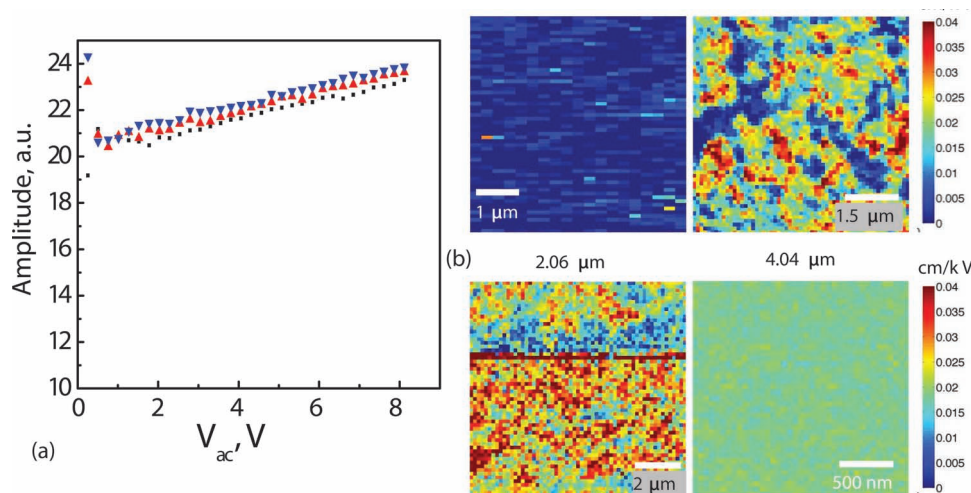 24
22
20
18
16
14
12
10
0
2
4
6
8
Amplitude, a.u.
V_ac, V
(a)
0.04
0.035
0.03
0.025
0.02
0.015
0.01
0.005
0
1 μm
1.5 μm
(b)
2.06 μm
4.04 μm
cm/k V
0.04
0.035
0.03
0.025
0.02
0.015
0.01
0.005
0
2 μm
500 nm